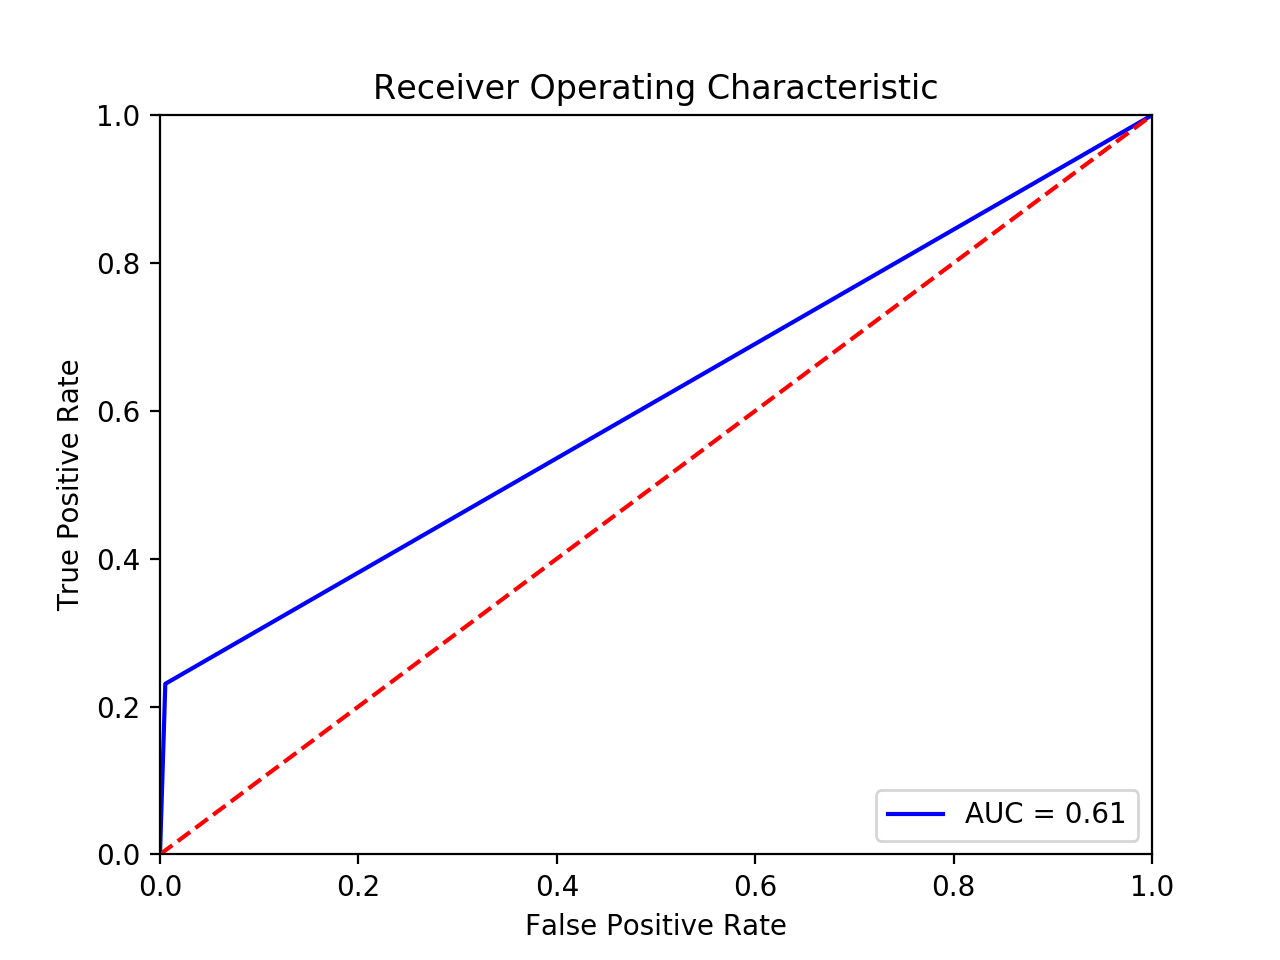 Receiver Operating Characteristic
1.0
0.8
0.6
0.4
0.2
0.0
True Positive Rate
AUC = 0.61
0.0 0.2 0.4 0.6 0.8 1.0
False Positive Rate